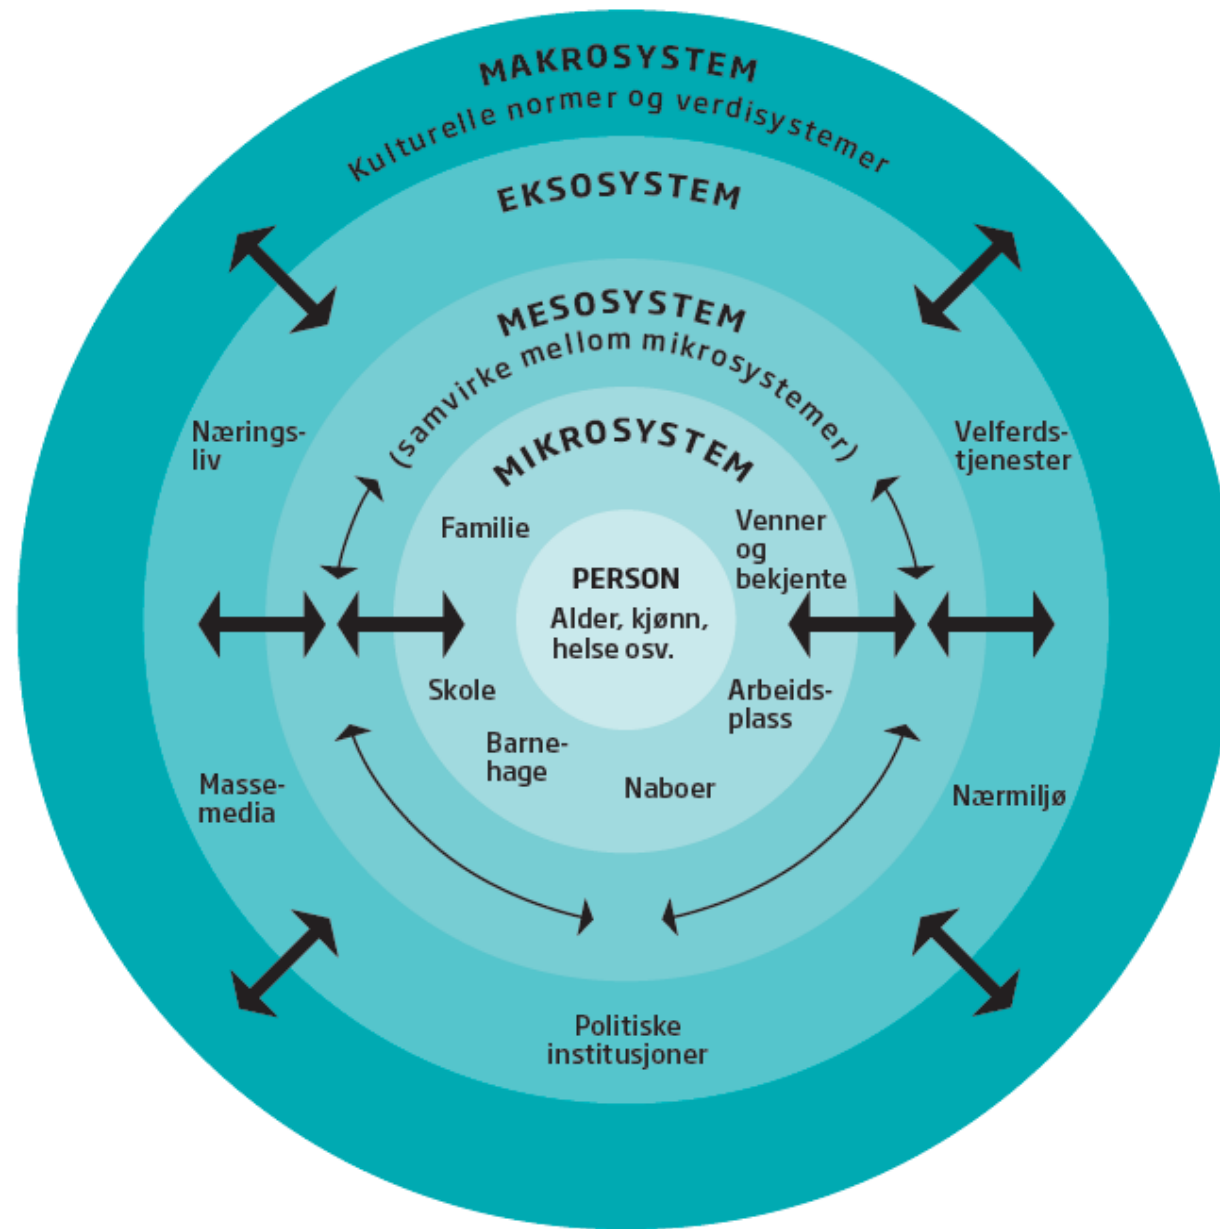 MAKROSYSTEM
Kulturelle normer og verdisystemer
EKSOSYSTEM
MESOSYSTEM
(samvirke mellom mikrosystemer)
MIKROSYSTEM
Nærings-
liv
Velferds-
tjenester
Familie
Venner
og
bekjente
PERSON
Alder, kjønn,
helse osv.
Skole
Arbeids-
plass
Barne-
hage
Naboer
Masse-
media
Nærmiljø
Politiske
institusjoner